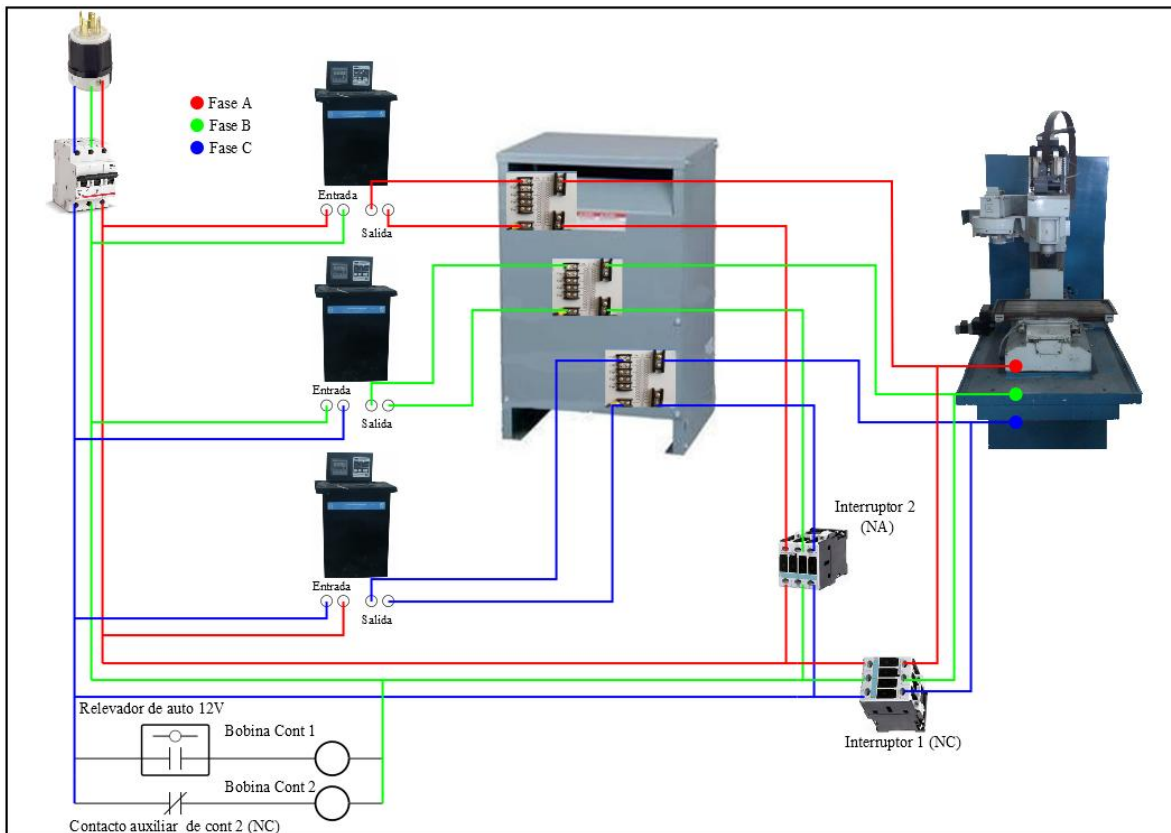 Fase A
Fase B
Fase C
Entrada
Salida
Entrada
Salida
Entrada
Salida
Interruptor 2
(NA)
Interruptor 1 (NC)
Relevador de auto 12V
Bobina Cont 1
Bobina Cont 2
Contacto auxiliar de cont 2 (NC)